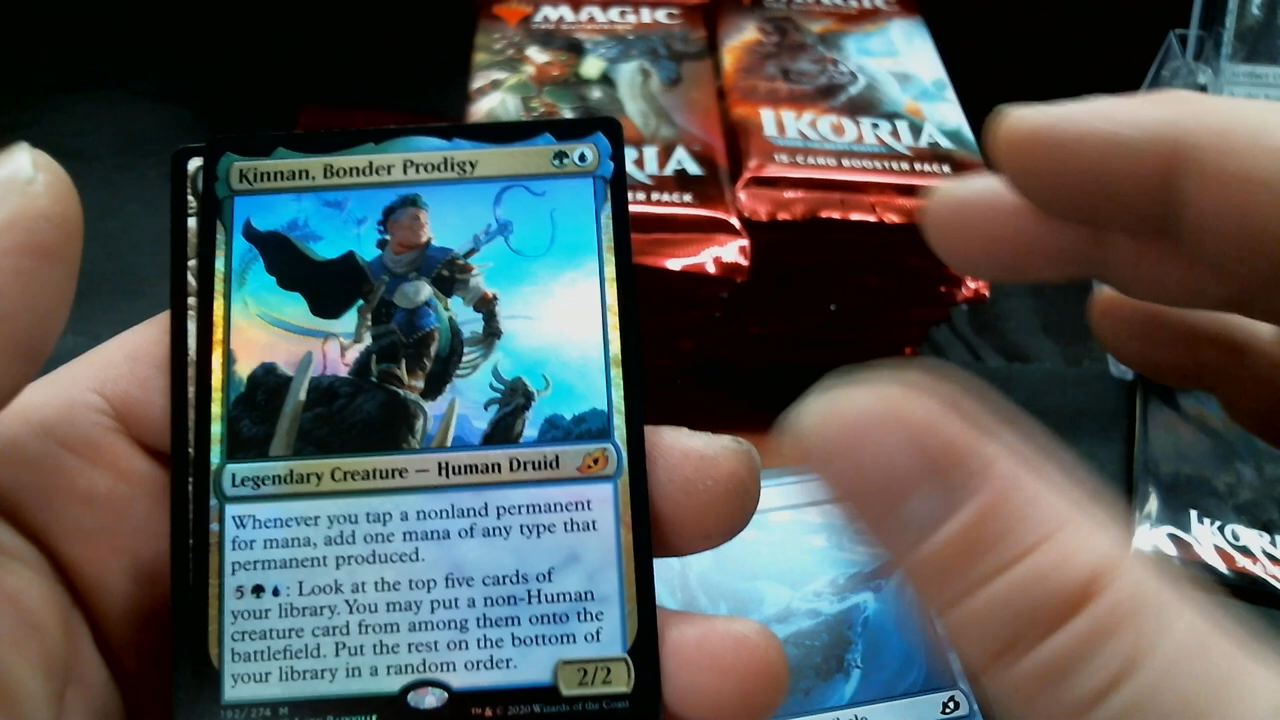 MAGIC
MAGIC
IKORIA
15-CARD BOOSTER PACK
RIA
ER PACK
Kinnan, Bonder Prodigy
Legendary Creature — Human Druid
Whenever you tap a nonland permanent
for mana, add one mana of any type that
permanent produced.
5 : Look at the top five cards of
your library. You may put a non-Human
creature card from among them onto the
battlefield. Put the rest on the bottom of
your library in a random order.
2/2
192/274 M
™ & © 2020 Wizards of the Coast
IKOR